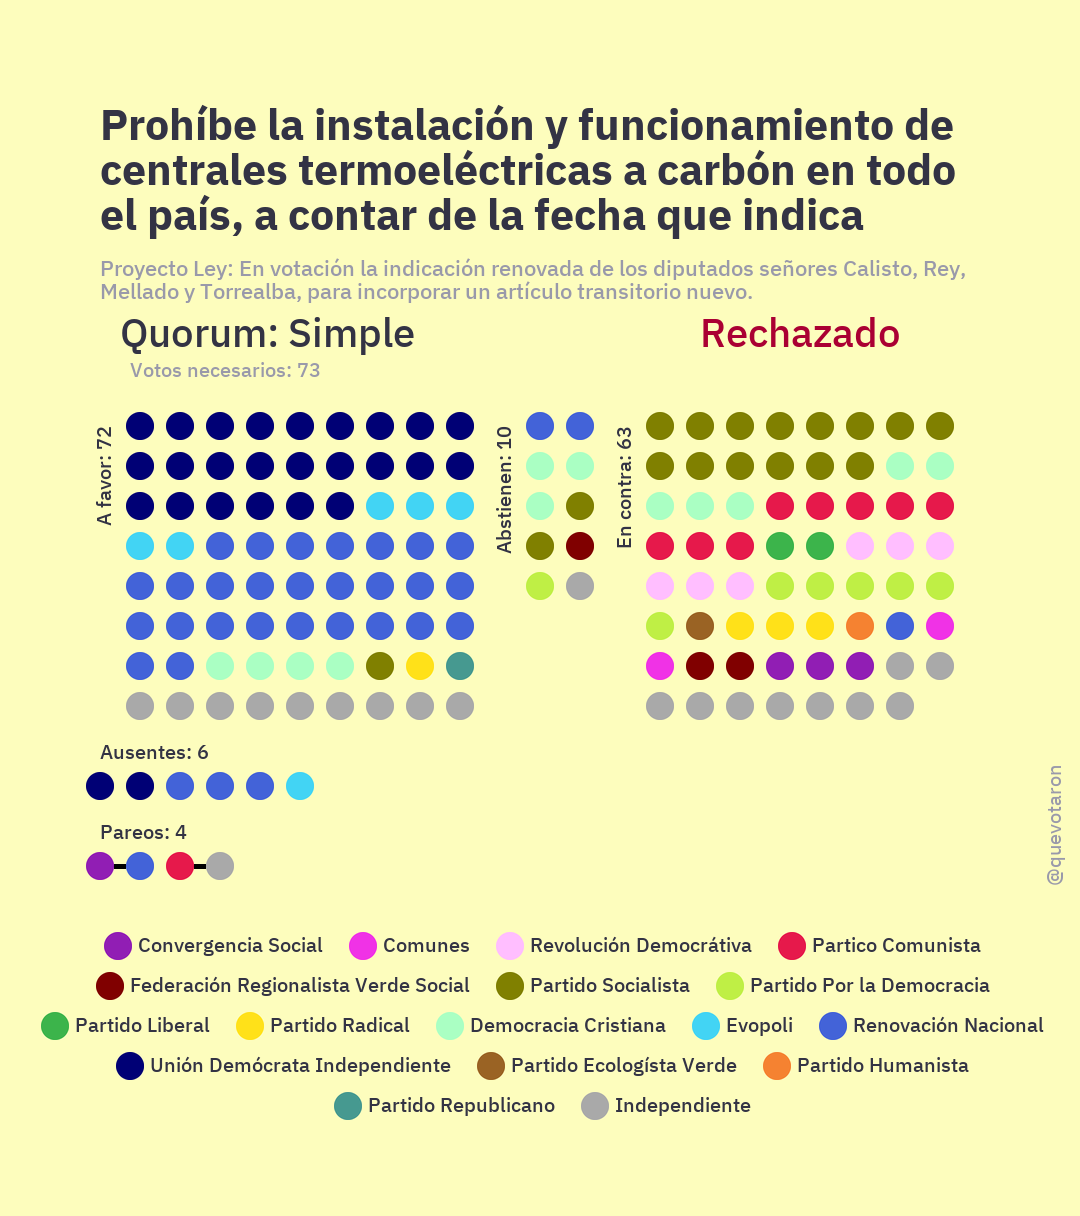 Prohíbe la instalación y funcionamiento de
centrales termoeléctricas a carbón en todo
el país, a contar de la fecha que indica
Proyecto Ley: En votación la indicación renovada de los diputados señores Calisto, Rey,
Mellado y Torrealba, para incorporar un artículo transitorio nuevo.
Quorum: Simple
Rechazado
Votos necesarios: 73
A favor: 72
Abstienen: 10
En contra: 63
Ausentes: 6
Pareos: 4
@quevotaron
Convergencia Social
Comunes
Revolución Democrátiva
Partico Comunista
Federación Regionalista Verde Social
Partido Socialista
Partido Por la Democracia
Partido Liberal
Partido Radical
Democracia Cristiana
Evopoli
Renovación Nacional
Unión Demócrata Independiente
Partido Ecologísta Verde
Partido Humanista
Partido Republicano
Independiente